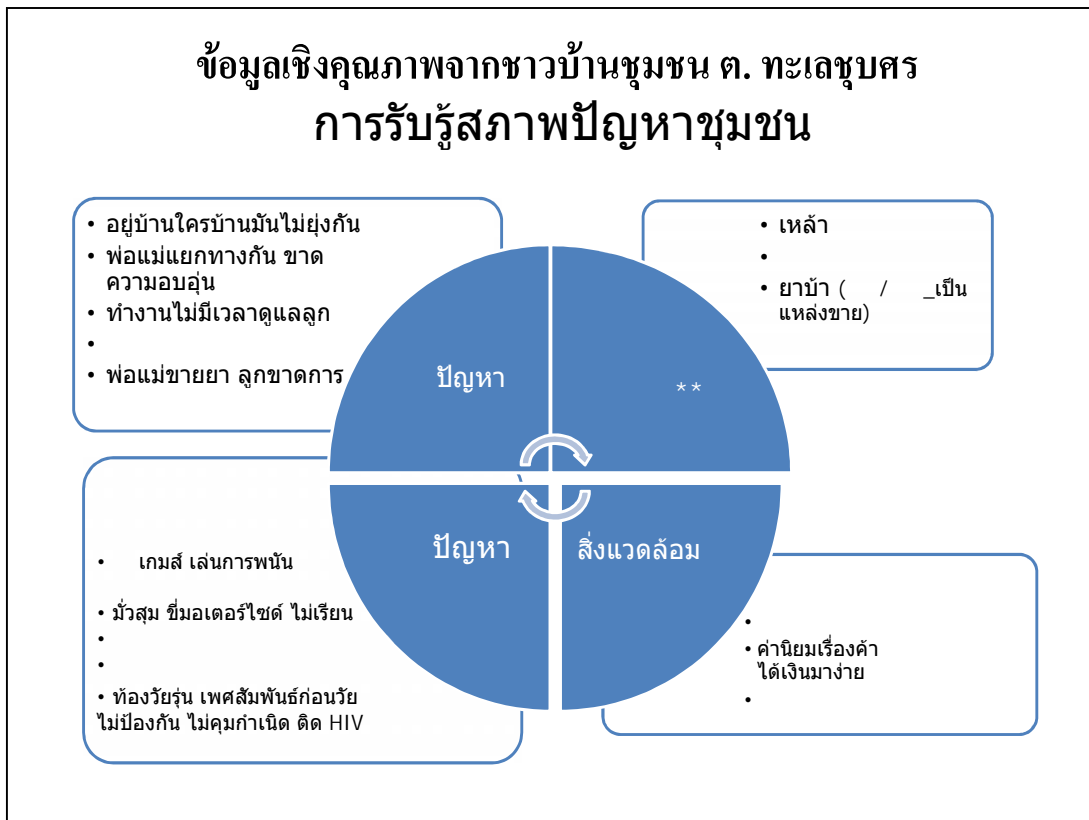 ข้อมูลเชิงคุณภาพจากชาวบ้านชุมชน ต. ทะเลชุบศร
การรับรู้สภาพปัญหาชุมชน
• อยู่บ้านใครบ้านมันไม่ยุ่งกัน
• พ่อแม่แยกทางกัน ขาด
ความอบอุ่น
• ทำงานไม่มีเวลาดูแลลูก
•
• พ่อแม่ขายยา ลูกขาดการ
• เหล้า
•
• ยาบ้า ( / _เป็น
แหล่งขาย)
ปัญหา
**
ปัญหา
สิ่งแวดล้อม
• เกมส์ เล่นการพนัน
• มั่วสุม ขี่มอเตอร์ไซด์ ไม่เรียน
•
•
• ท้องวัยรุ่น เพศสัมพันธ์ก่อนวัย
ไม่ป้องกัน ไม่คุมกำเนิด ติด HIV
•
• ค่านิยมเรื่องค้า
ได้เงินมาง่าย
•